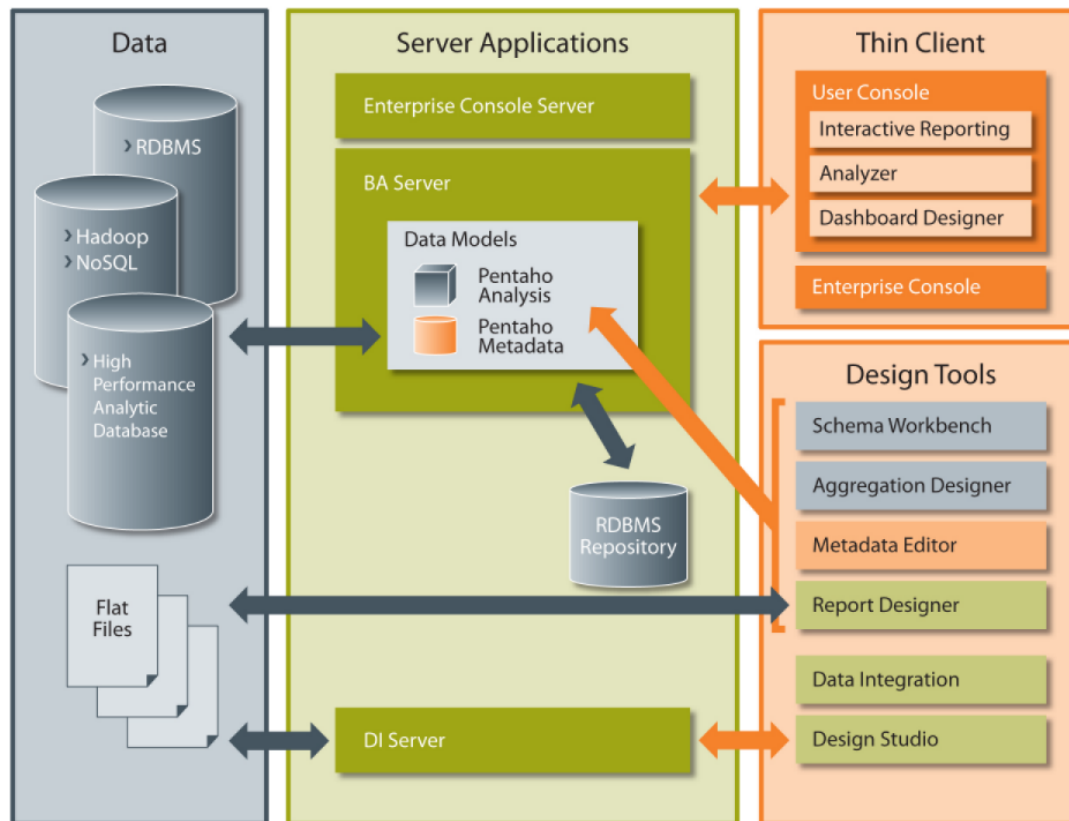 Data
› RDBMS
› Hadoop
› NoSQL
› High
Performance
Analytic
Database
Flat
Files
Server Applications
Enterprise Console Server
BA Server
Data Models
Pentaho
Analysis
Pentaho
Metadata
RDBMS
Repository
DI Server
Thin Client
User Console
Interactive Reporting
Analyzer
Dashboard Designer
Enterprise Console
Design Tools
Schema Workbench
Aggregation Designer
Metadata Editor
Report Designer
Data Integration
Design Studio